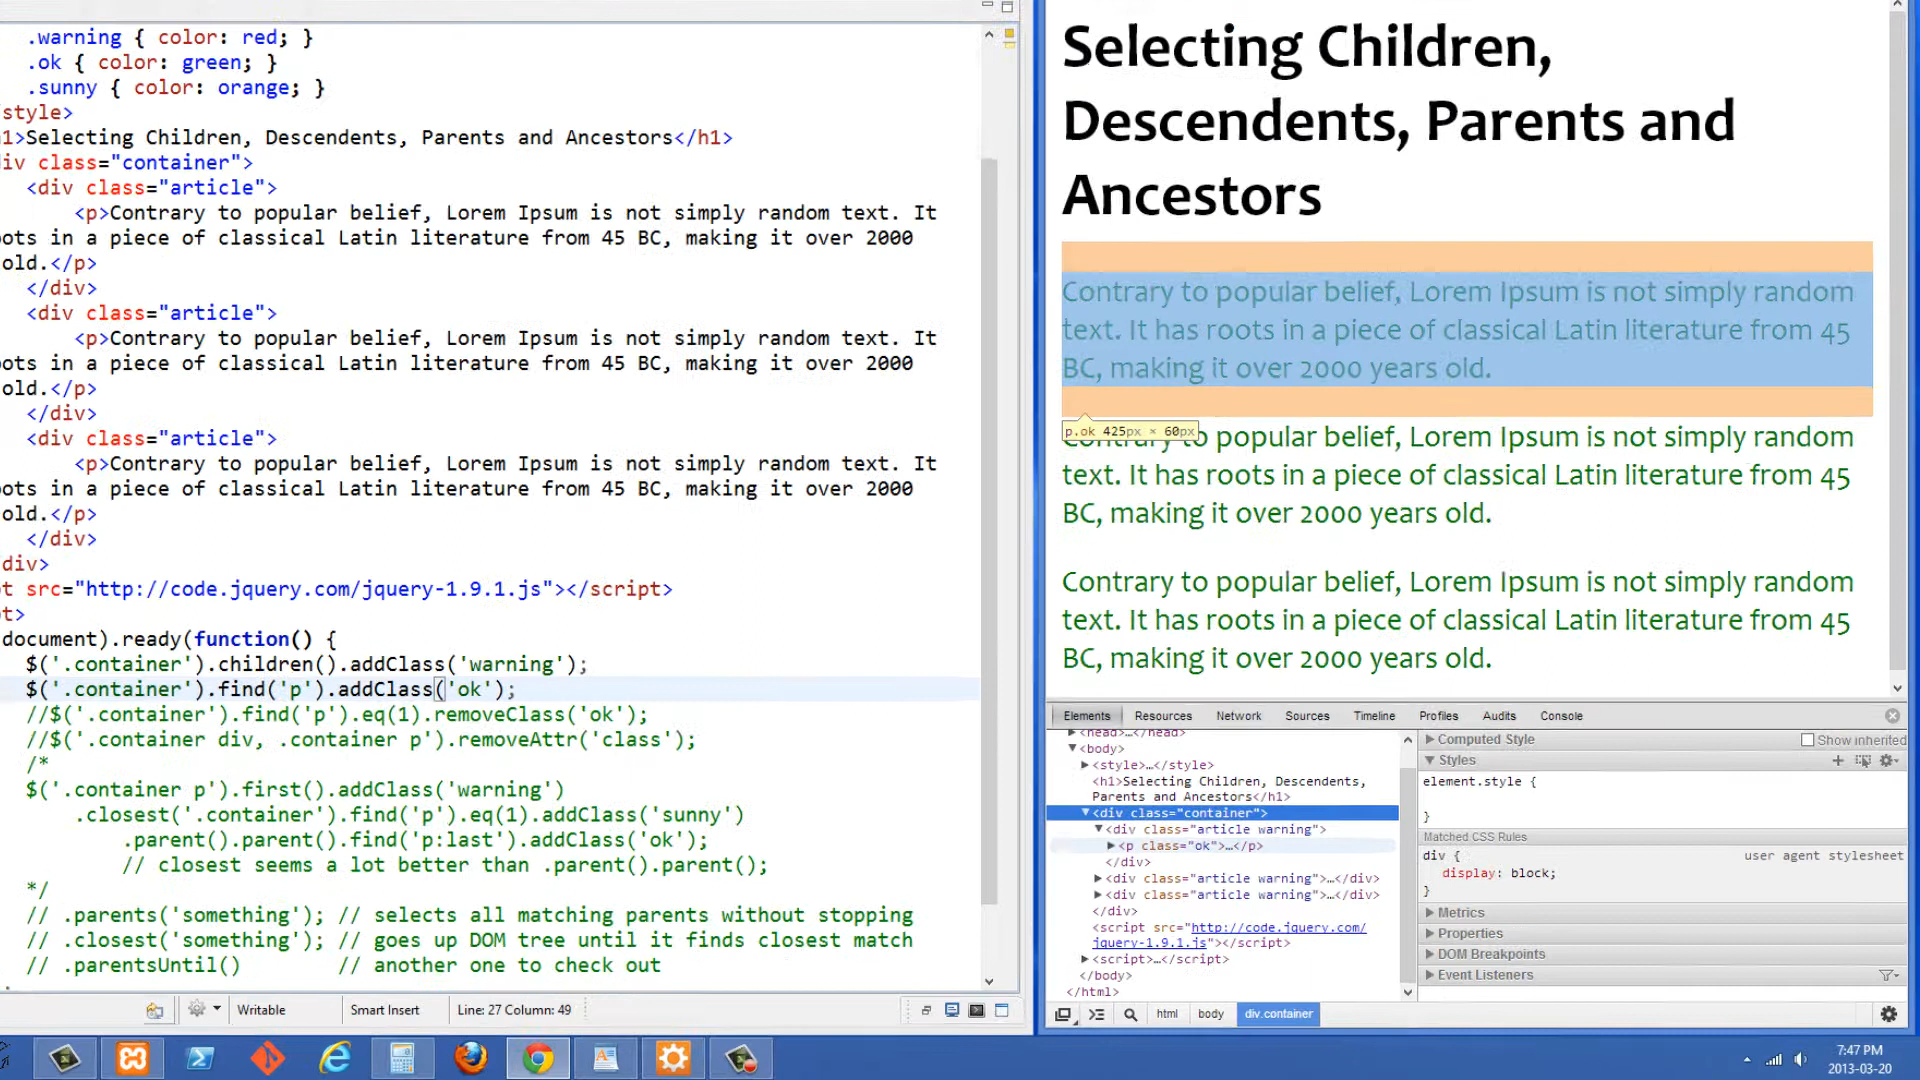 .warning { color: red; }
.ok { color: green; }
.sunny { color: orange; }
style>
h1>Selecting Children, Descendents, Parents and Ancestors</h1>
iv class="container">
<div class="article">
<p>Contrary to popular belief, Lorem Ipsum is not simply random text. It
ots in a piece of classical Latin literature from 45 BC, making it over 2000
old.</p>
</div>
<div class="article">
<p>Contrary to popular belief, Lorem Ipsum is not simply random text. It
ots in a piece of classical Latin literature from 45 BC, making it over 2000
old.</p>
</div>
<div class="article">
<p>Contrary to popular belief, Lorem Ipsum is not simply random text. It
ots in a piece of classical Latin literature from 45 BC, making it over 2000
old.</p>
</div>
div>
t src="http://code.jquery.com/jquery-1.9.1.js"></script>
t>
document).ready(function() {
$('.container').children().addClass('warning');
$('.container').find('p').addClass('ok');
//$('.container').find('p').eq(1).removeClass('ok');
//$('.container div, .container p').removeAttr('class');
/*
$('.container p').first().addClass('warning')
.closest('.container').find('p').eq(1).addClass('sunny')
.parent().parent().find('p:last').addClass('ok');
// closest seems a lot better than .parent().parent();
*/
// .parents('something'); // selects all matching parents without stopping
// .closest('something'); // goes up DOM tree until it finds closest match
// .parentsUntil() // another one to check out
Writable Smart Insert Line: 27 Column: 49
Selecting Children,
Descendents, Parents and
Ancestors
Contrary to popular belief, Lorem Ipsum is not simply random
text. It has roots in a piece of classical Latin literature from 45
BC, making it over 2000 years old.
p.ok 425px × 60px
Contrary to popular belief, Lorem Ipsum is not simply random
text. It has roots in a piece of classical Latin literature from 45
BC, making it over 2000 years old.
Contrary to popular belief, Lorem Ipsum is not simply random
text. It has roots in a piece of classical Latin literature from 45
BC, making it over 2000 years old.
Elements Resources Network Sources Timeline Profiles Audits Console
<head>…</head>
<body>
<style>…</style>
<h1>Selecting Children, Descendents,
Parents and Ancestors</h1>
<div class="container">
<div class="article warning">
<p class="ok">…</p>
</div>
<div class="article warning">…</div>
<div class="article warning">…</div>
</div>
<script src="http://code.jquery.com/
jquery-1.9.1.js"></script>
<script>…</script>
</body>
</html>
Computed Style Show inherited
Styles
element.style {
}
Matched CSS Rules
div { user agent stylesheet
display: block;
}
Metrics
Properties
DOM Breakpoints
Event Listeners
html body div.container
7:47 PM
2013-03-20